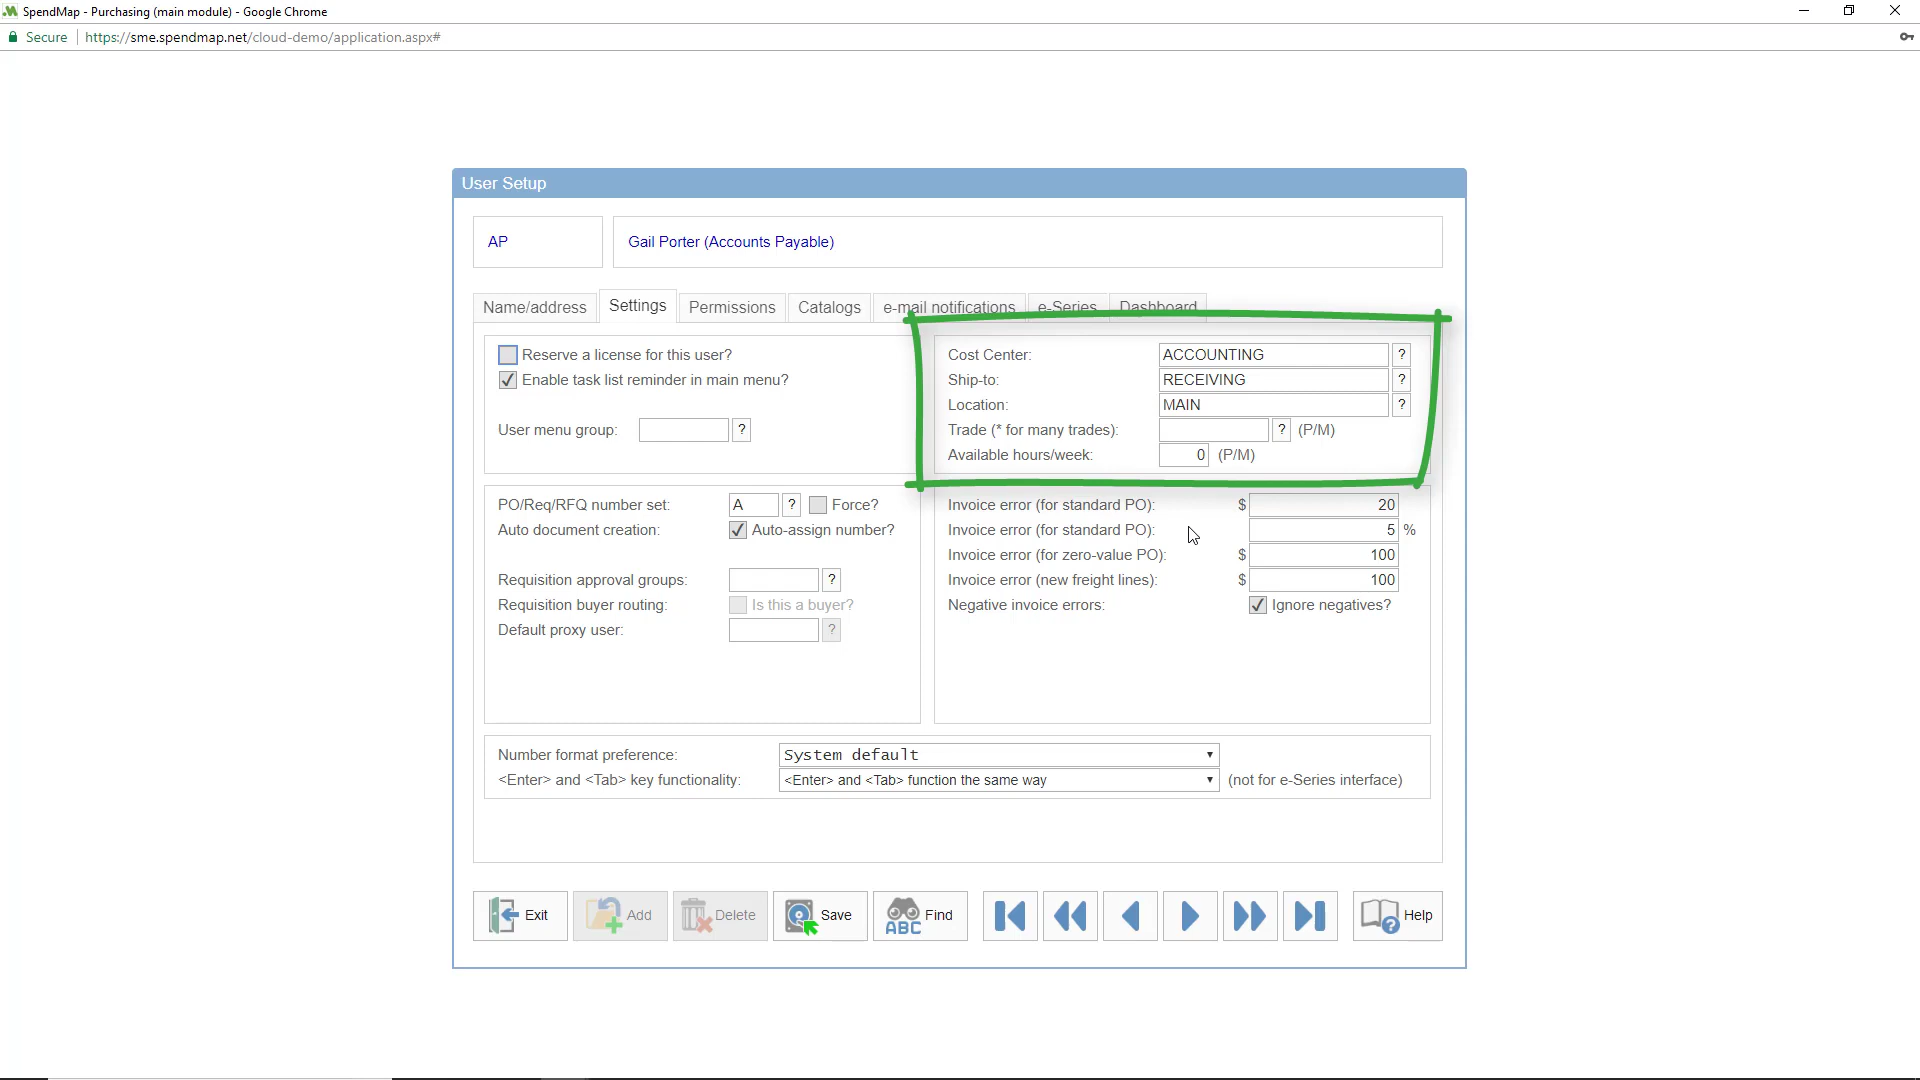 SpendMap - Purchasing (main module) - Google Chrome
Secure https://sme.spendmap.net/cloud-demo/application.aspx#
User Setup
AP Gail Porter (Accounts Payable)
Name/address Settings Permissions Catalogs e-mail notifications e-Series Dashboard
Reserve a license for this user?
Enable task list reminder in main menu?
User menu group: ?
Cost Center: ACCOUNTING ?
Ship-to: RECEIVING ?
Location: MAIN ?
Trade (* for many trades): ? (P/M)
Available hours/week: 0 (P/M)
PO/Req/RFQ number set: A ? Force?
Auto document creation: Auto-assign number?
Requisition approval groups: ?
Requisition buyer routing: Is this a buyer?
Default proxy user: ?
Invoice error (for standard PO): $ 20
Invoice error (for standard PO): 5 %
Invoice error (for zero-value PO): $ 100
Invoice error (new freight lines): $ 100
Negative invoice errors: Ignore negatives?
Number format preference: System default
<Enter> and <Tab> key functionality: <Enter> and <Tab> function the same way (not for e-Series interface)
Exit Add Delete Save ABC Find ? Help